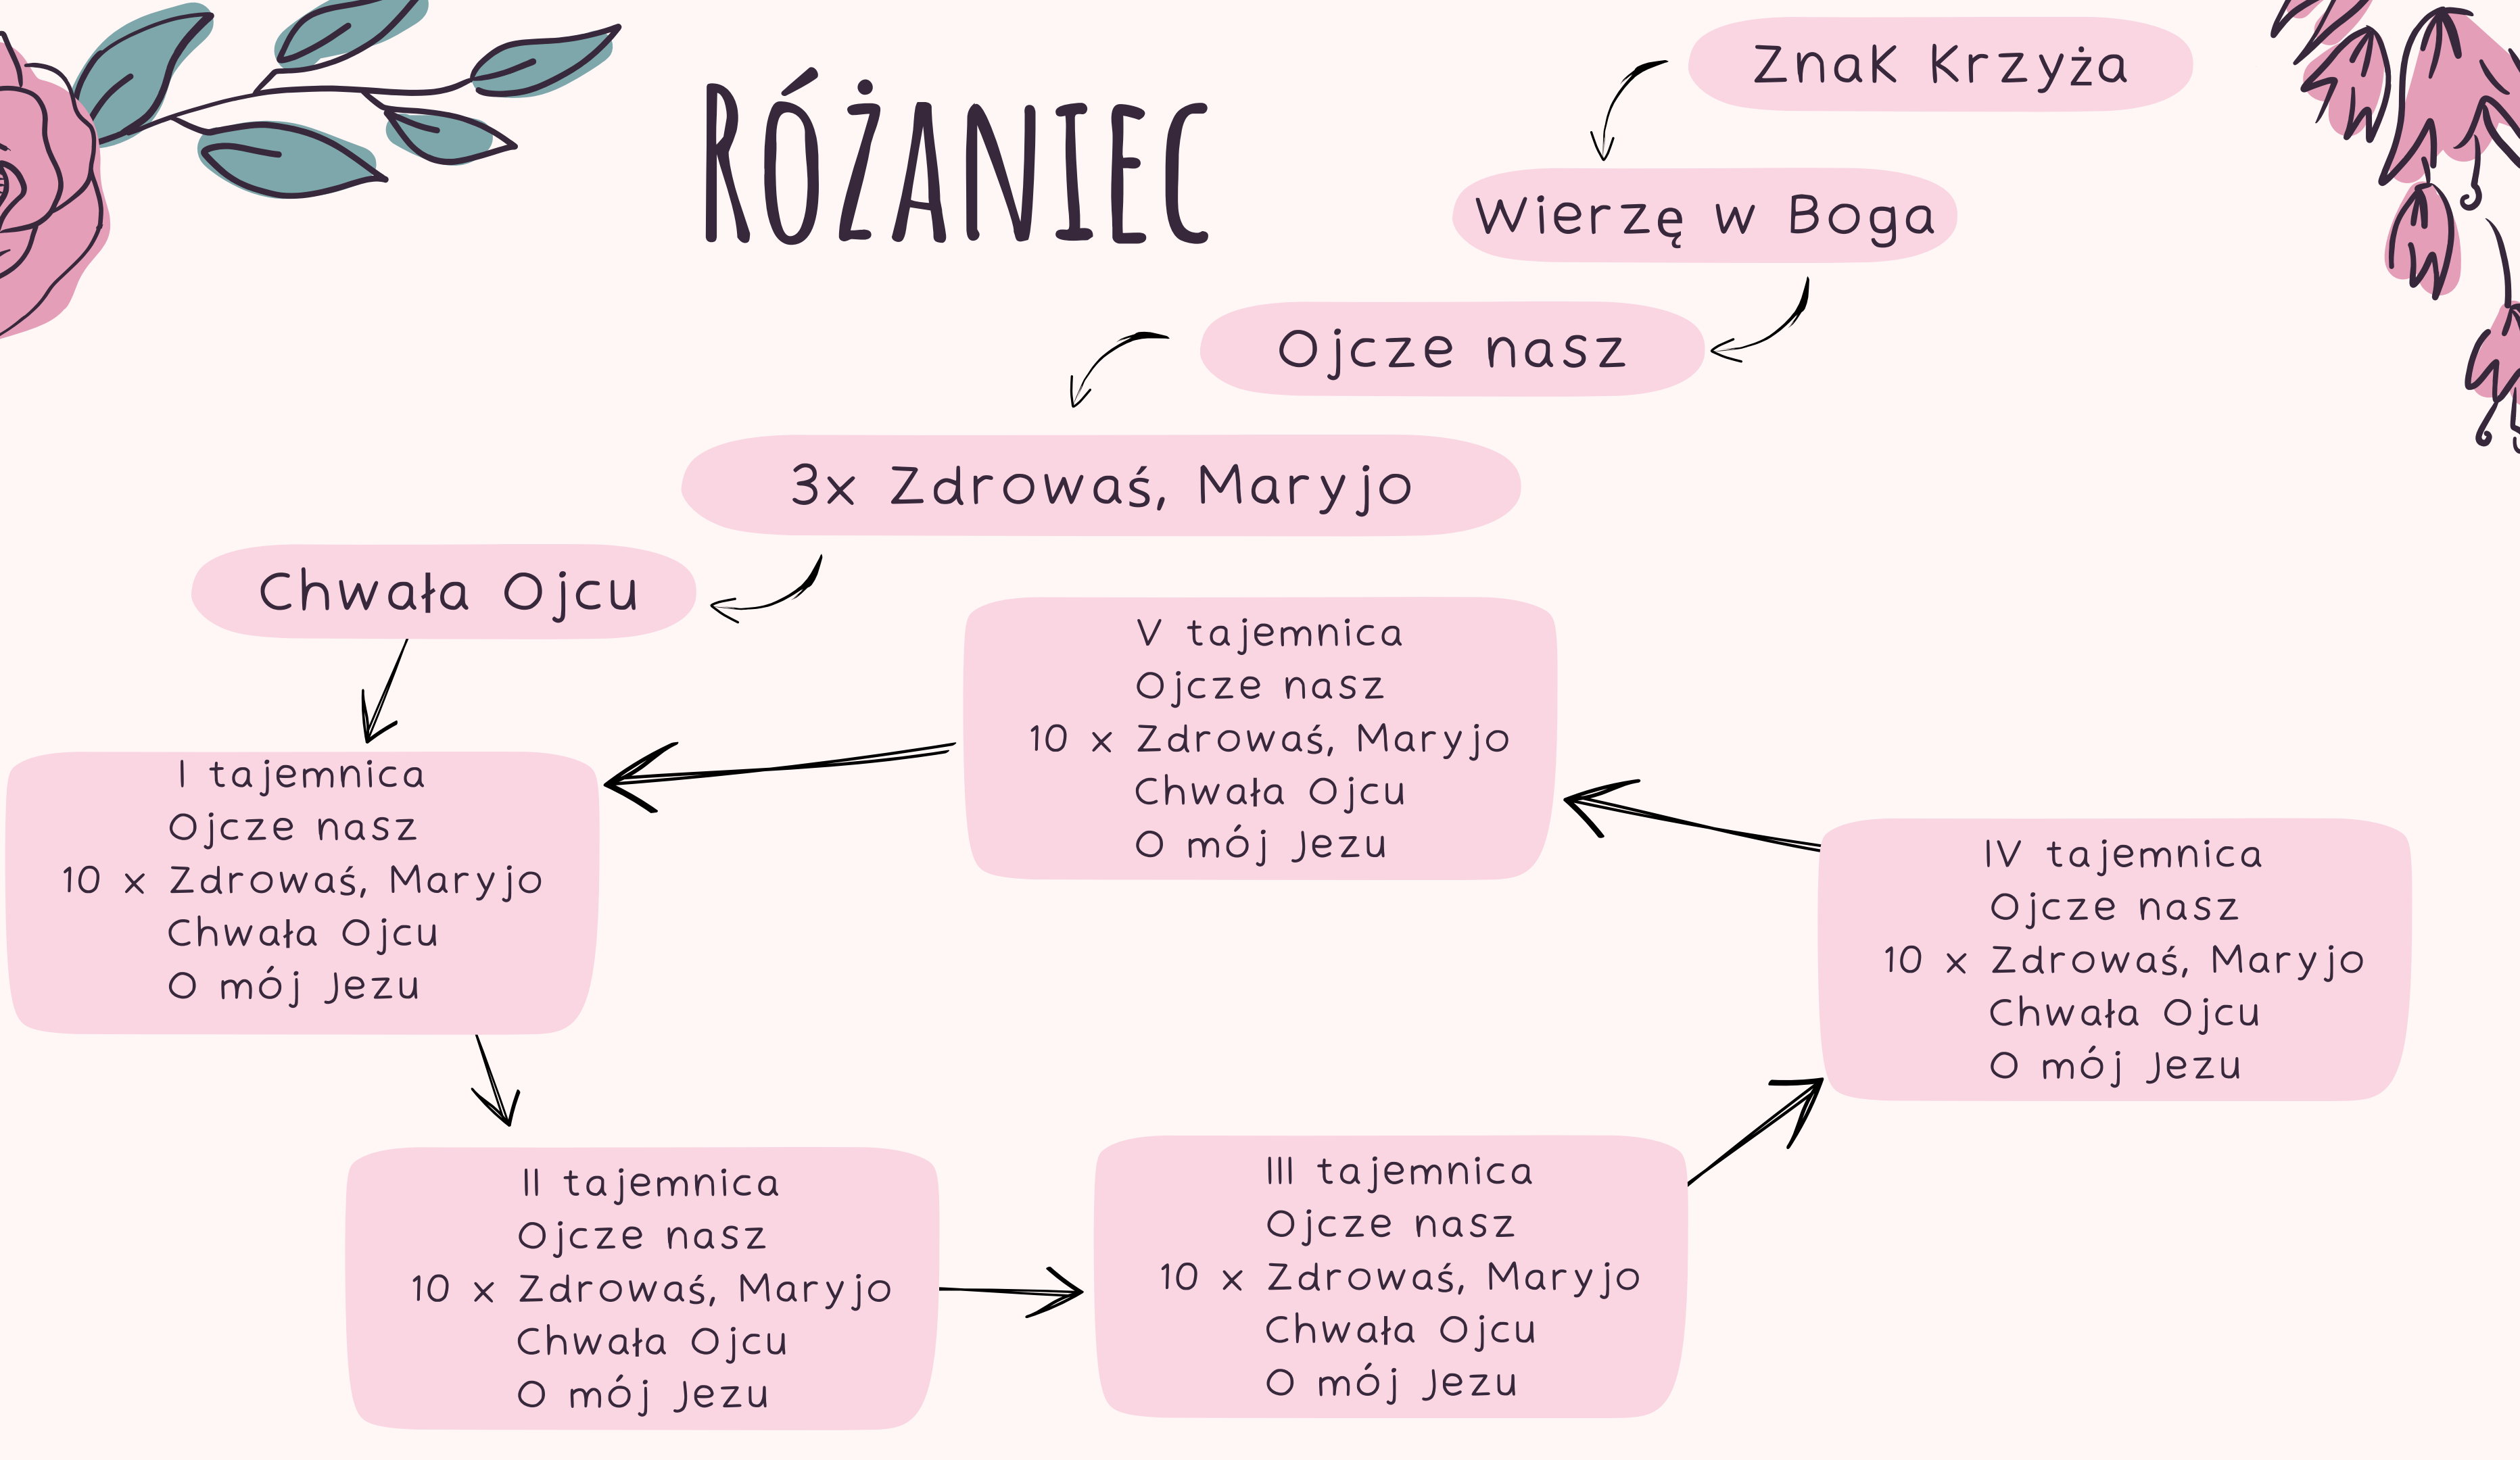 RÓŻANIEC
Znak Krzyża
Wierzę w Boga
Ojcze nasz
3x Zdrowaś, Maryjo
Chwała Ojcu
I tajemnica
Ojcze nasz
10 x Zdrowaś, Maryjo
Chwała Ojcu
O mój Jezu
II tajemnica
Ojcze nasz
10 x Zdrowaś, Maryjo
Chwała Ojcu
O mój Jezu
III tajemnica
Ojcze nasz
10 x Zdrowaś, Maryjo
Chwała Ojcu
O mój Jezu
IV tajemnica
Ojcze nasz
10 x Zdrowaś, Maryjo
Chwała Ojcu
O mój Jezu
V tajemnica
Ojcze nasz
10 x Zdrowaś, Maryjo
Chwała Ojcu
O mój Jezu